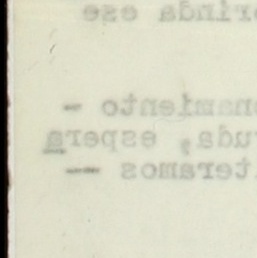 rinda ese
namiento -
uda, espera
teramos --